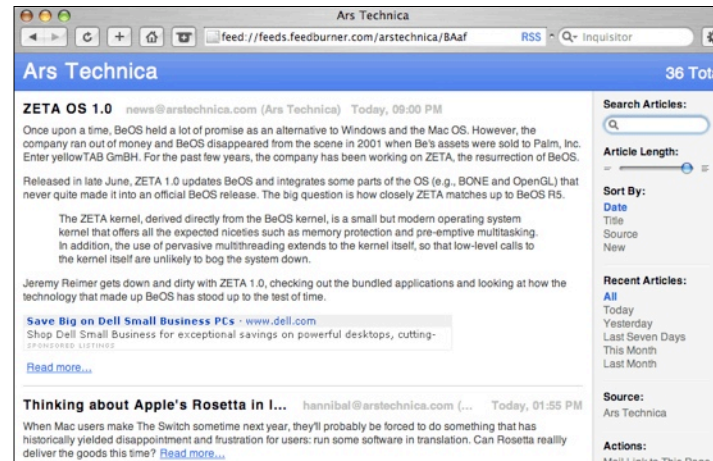 Ars Technica
feed://feeds.feedburner.com/arstechnica/BAaf RSS Inquisitor
Ars Technica
36 Tota
ZETA OS 1.0 news@arstechnica.com (Ars Technica) Today, 09:00 PM
Once upon a time, BeOS held a lot of promise as an alternative to Windows and the Mac OS. However, the
company ran out of money and BeOS disappeared from the scene in 2001 when Be's assets were sold to Palm, Inc.
Enter yellowTAB GmBH. For the past few years, the company has been working on ZETA, the resurrection of BeOS.
Released in late June, ZETA 1.0 updates BeOS and integrates some parts of the OS (e.g., BONE and OpenGL) that
never quite made it into an official BeOS release. The big question is how closely ZETA matches up to BeOS R5.
The ZETA kernel, derived directly from the BeOS kernel, is a small but modern operating system
kernel that offers all the expected niceties such as memory protection and pre-emptive multitasking.
In addition, the use of pervasive multithreading extends to the kernel itself, so that low-level calls to
the kernel itself are unlikely to bog the system down.
Jeremy Reimer gets down and dirty with ZETA 1.0, checking out the bundled applications and looking at how the
technology that made up BeOS has stood up to the test of time.
Save Big on Dell Small Business PCs - www.dell.com
Shop Dell Small Business for exceptional savings on powerful desktops, cutting-
SPONSORED LISTINGS
Read more...
Thinking about Apple's Rosetta in I... hannibal@arstechnica.com (... Today, 01:55 PM
When Mac users make The Switch sometime next year, they'll probably be forced to do something that has
historically yielded disappointment and frustration for users: run some software in translation. Can Rosetta reallly
deliver the goods this time? Read more...
Search Articles:
Article Length:
Sort By:
Date
Title
Source
New
Recent Articles:
All
Today
Yesterday
Last Seven Days
This Month
Last Month
Source:
Ars Technica
Actions:
Mail Link to This Page